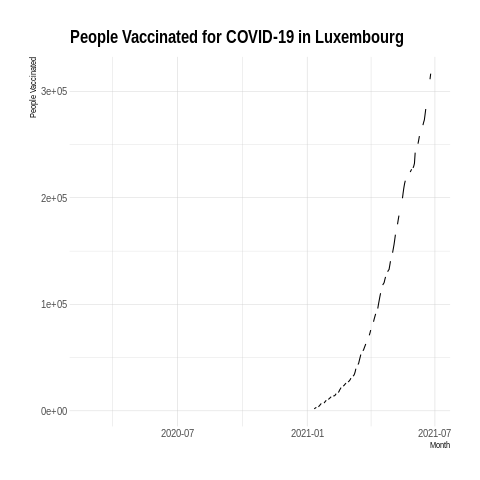 People Vaccinated for COVID-19 in Luxembourg
People Vaccinated
3e+05
2e+05
1e+05
0e+00
2020-07
2021-01
2021-07
Month